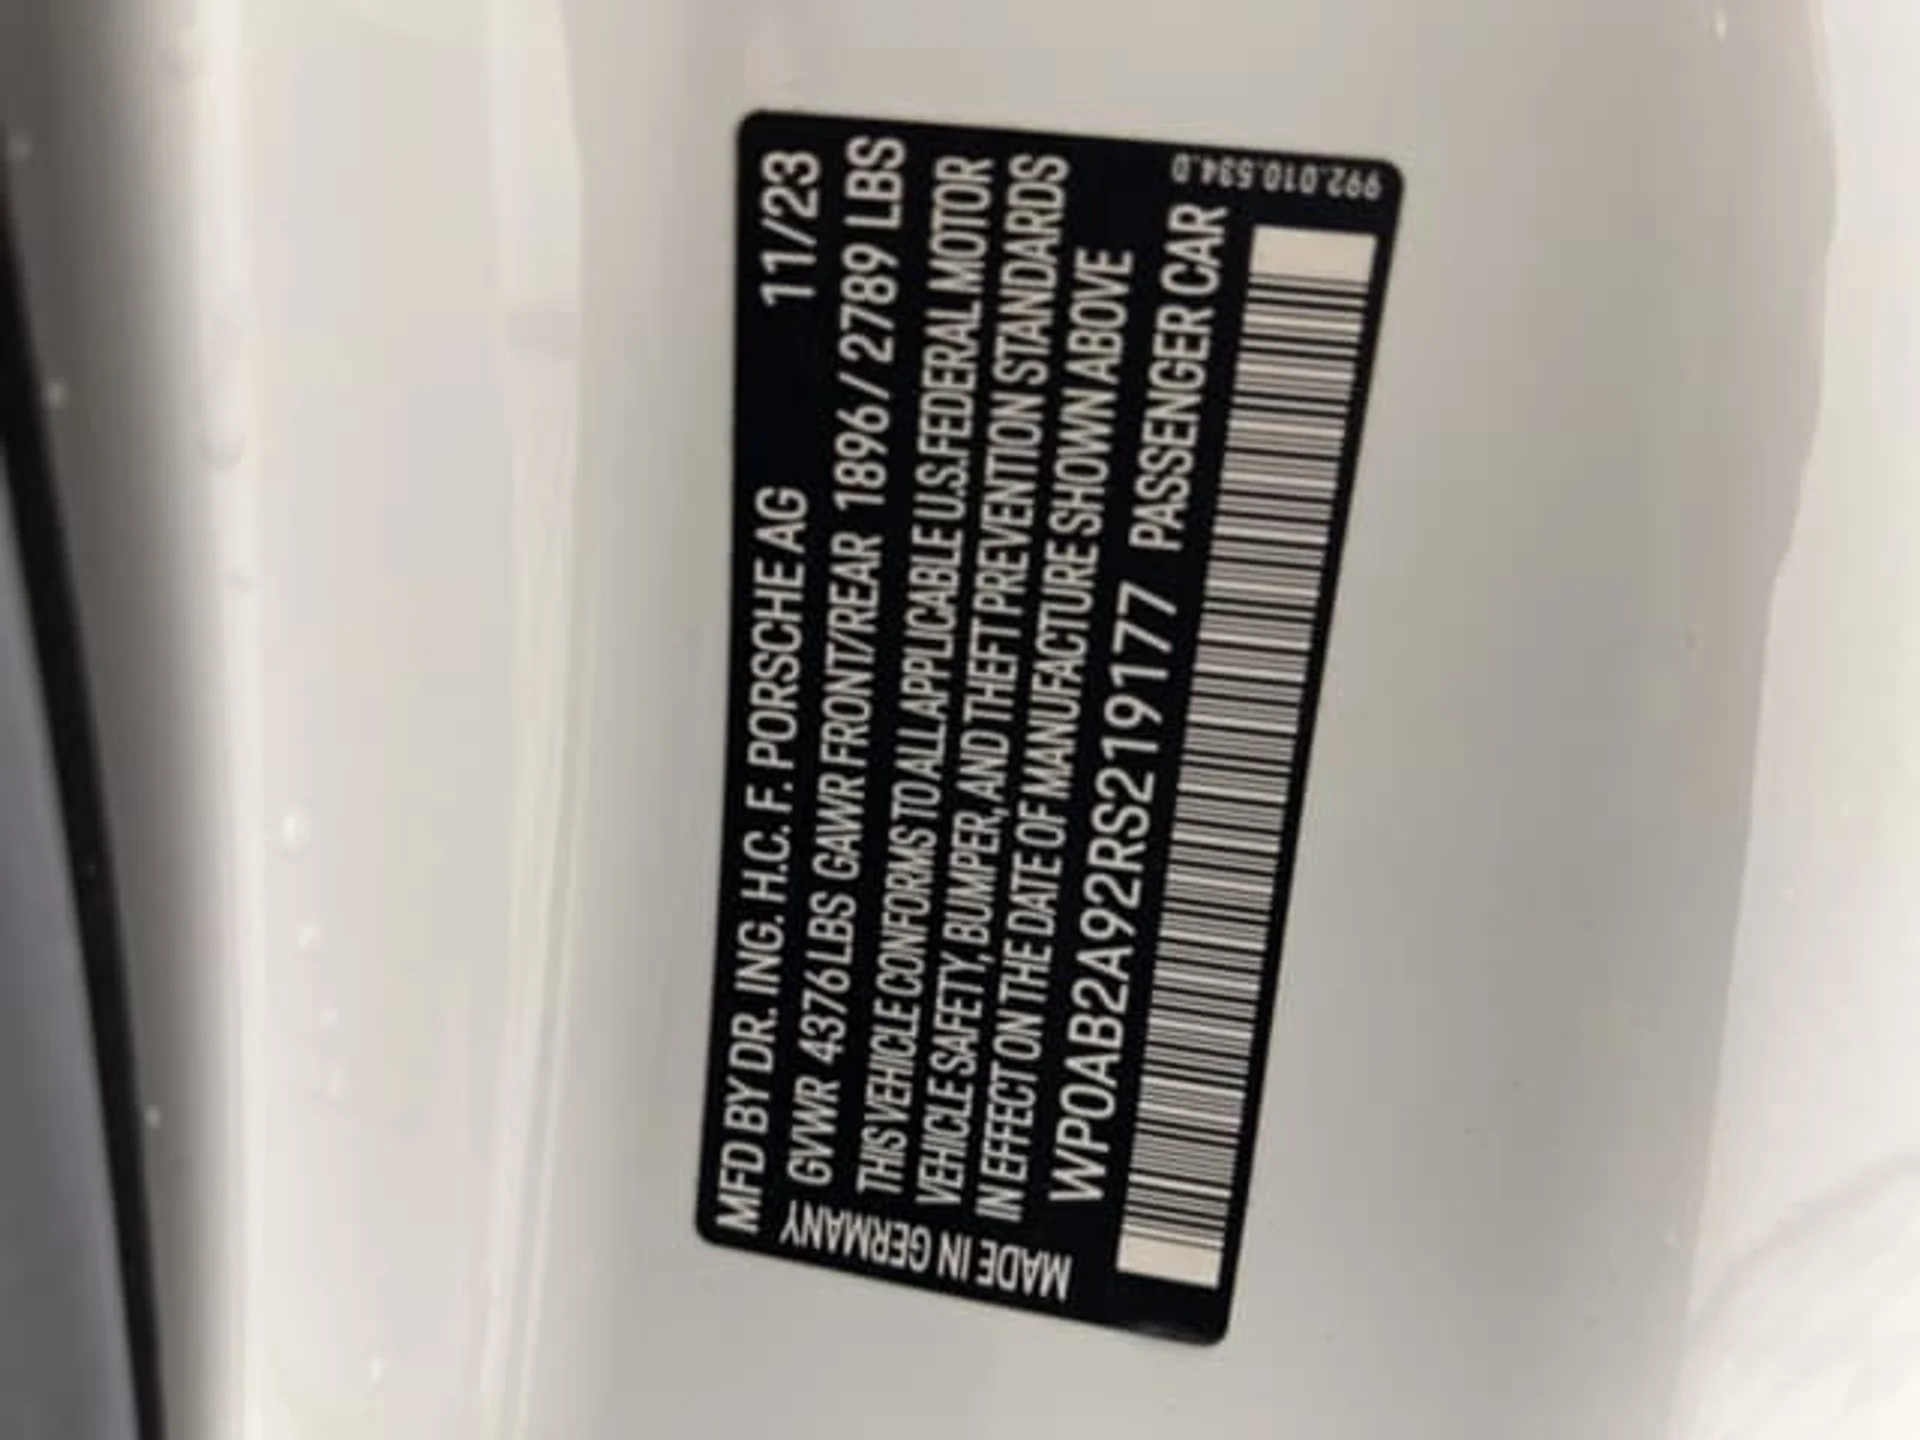 MFD BY DR. ING. H.C. F. PORSCHE AG 11/23
GVWR 4376 LBS GAWR FRONT/REAR 1896 / 2789 LBS
THIS VEHICLE CONFORMS TO ALL APPLICABLE U.S. FEDERAL MOTOR
VEHICLE SAFETY, BUMPER, AND THEFT PREVENTION STANDARDS
IN EFFECT ON THE DATE OF MANUFACTURE SHOWN ABOVE
WP0AB2A92RS219177 PASSENGER CAR
MADE IN GERMANY
992.010.534.0